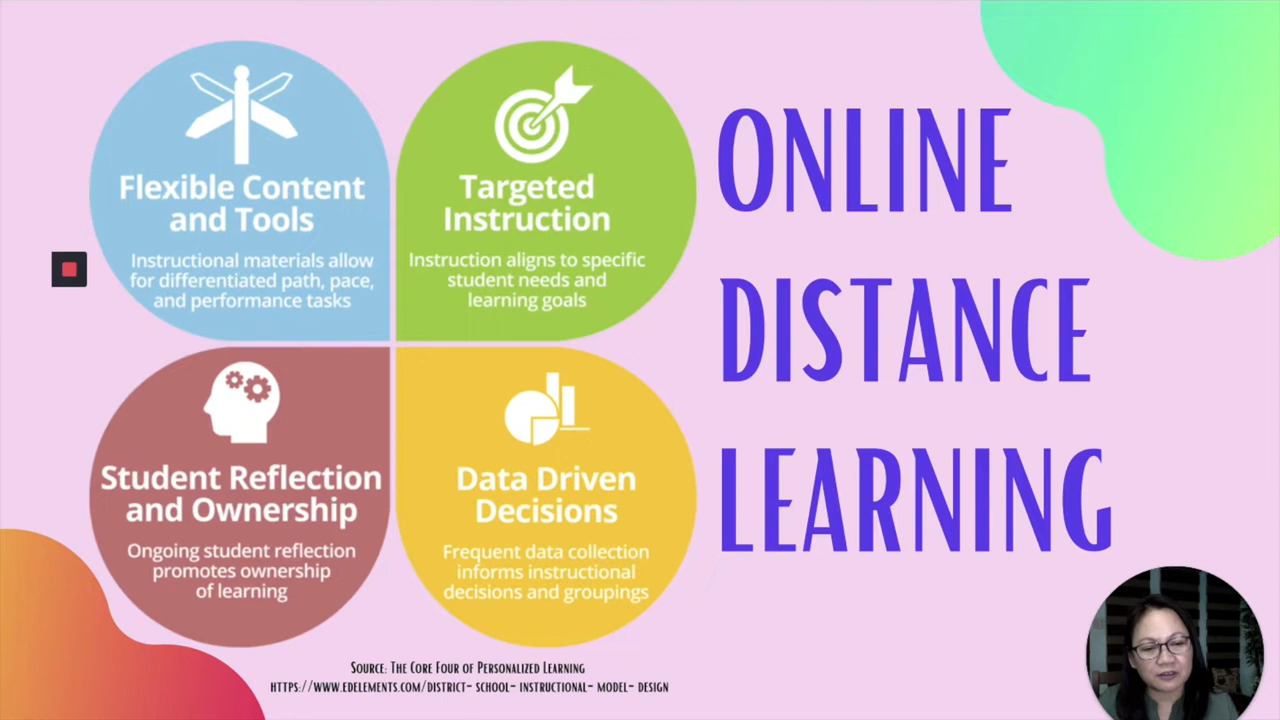 Flexible Content
and Tools
Instructional materials allow
for differentiated path, pace,
and performance tasks
Targeted
Instruction
Instruction aligns to specific
student needs and
learning goals
Student Reflection
and Ownership
Ongoing student reflection
promotes ownership
of learning
Data Driven
Decisions
Frequent data collection
informs instructional
decisions and groupings
ONLINE
DISTANCE
LEARNING
Source: The Core Four of Personalized Learning
https://www.edelements.com/district- school- instructional- model- design